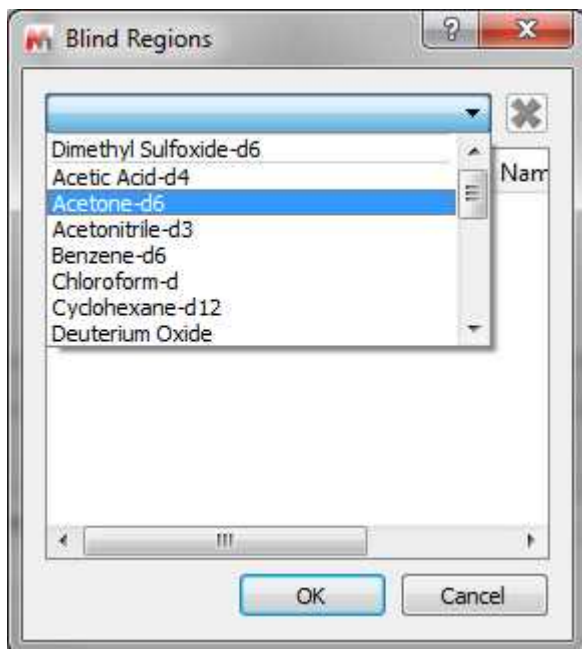 Blind Regions
Dimethyl Sulfoxide-d6
Acetic Acid-d4
Nam
Acetone-d6
Acetonitrile-d3
Benzene-d6
Chloroform-d
Cyclohexane-d12
Deuterium Oxide
OK
Cancel